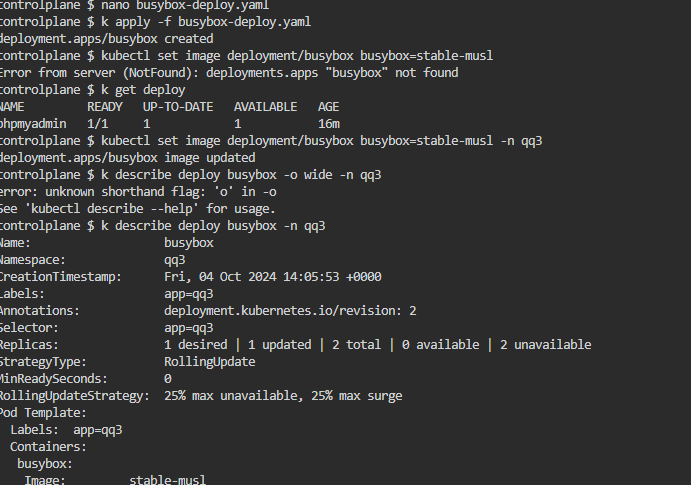 controlplane $ nano busybox-deploy.yaml
controlplane $ k apply -f busybox-deploy.yaml
deployment.apps/busybox created
controlplane $ kubectl set image deployment/busybox busybox=stable-musl
Error from server (NotFound): deployments.apps "busybox" not found
controlplane $ k get deploy
NAME         READY   UP-TO-DATE   AVAILABLE   AGE
phpmyadmin   1/1     1            1           16m
controlplane $ kubectl set image deployment/busybox busybox=stable-musl -n qq3
deployment.apps/busybox image updated
controlplane $ k describe deploy busybox -o wide -n qq3
error: unknown shorthand flag: 'o' in -o
See 'kubectl describe --help' for usage.
controlplane $ k describe deploy busybox -n qq3
Name:                   busybox
Namespace:              qq3
CreationTimestamp:      Fri, 04 Oct 2024 14:05:53 +0000
Labels:                 app=qq3
Annotations:            deployment.kubernetes.io/revision: 2
Selector:               app=qq3
Replicas:               1 desired | 1 updated | 2 total | 0 available | 2 unavailable
StrategyType:           RollingUpdate
MinReadySeconds:        0
RollingUpdateStrategy:  25% max unavailable, 25% max surge
Pod Template:
  Labels:  app=qq3
  Containers:
   busybox:
    Image:        stable-musl